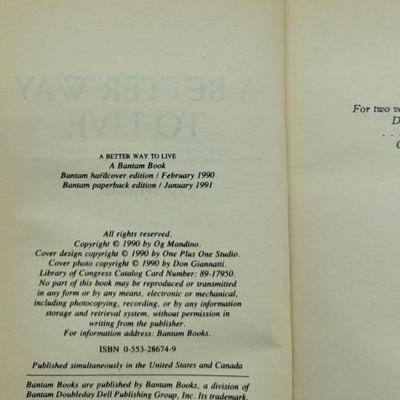 A BETTER WAY TO LIVE
A Bantam Book
Bantam hardcover edition / February 1990
Bantam paperback edition / January 1991
All rights reserved.
Copyright © 1990 by Og Mandino.
Cover design copyright © 1990 by One Plus One Studio.
Cover photo copyright © 1990 by Don Giannatti.
Library of Congress Catalog Card Number: 89-17950.
No part of this book may be reproduced or transmitted
in any form or by any means, electronic or mechanical,
including photocopying, recording, or by any information
storage and retrieval system, without permission in
writing from the publisher.
For information address: Bantam Books.
ISBN 0-553-28674-9
Published simultaneously in the United States and Canada
Bantam Books are published by Bantam Books, a division of
Bantam Doubleday Dell Publishing Group, Inc. Its trademark,
For two
D
. . .